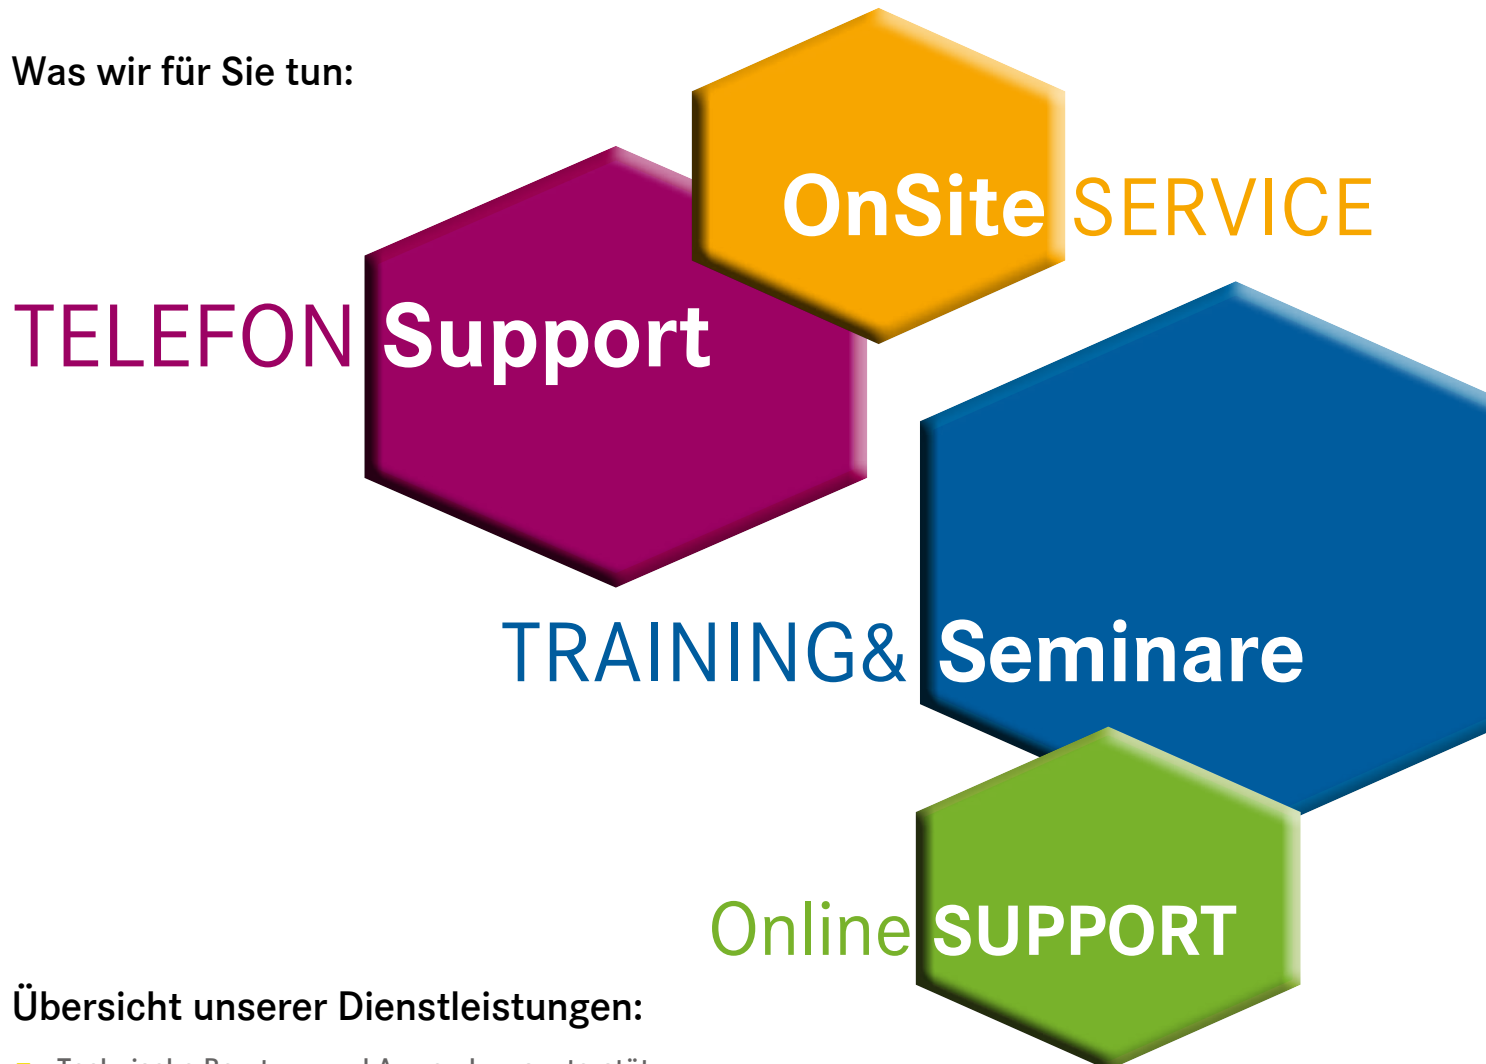 Was wir für Sie tun:
OnSite SERVICE
TELEFON Support
TRAINING& Seminare
Online SUPPORT
Übersicht unserer Dienstleistungen: